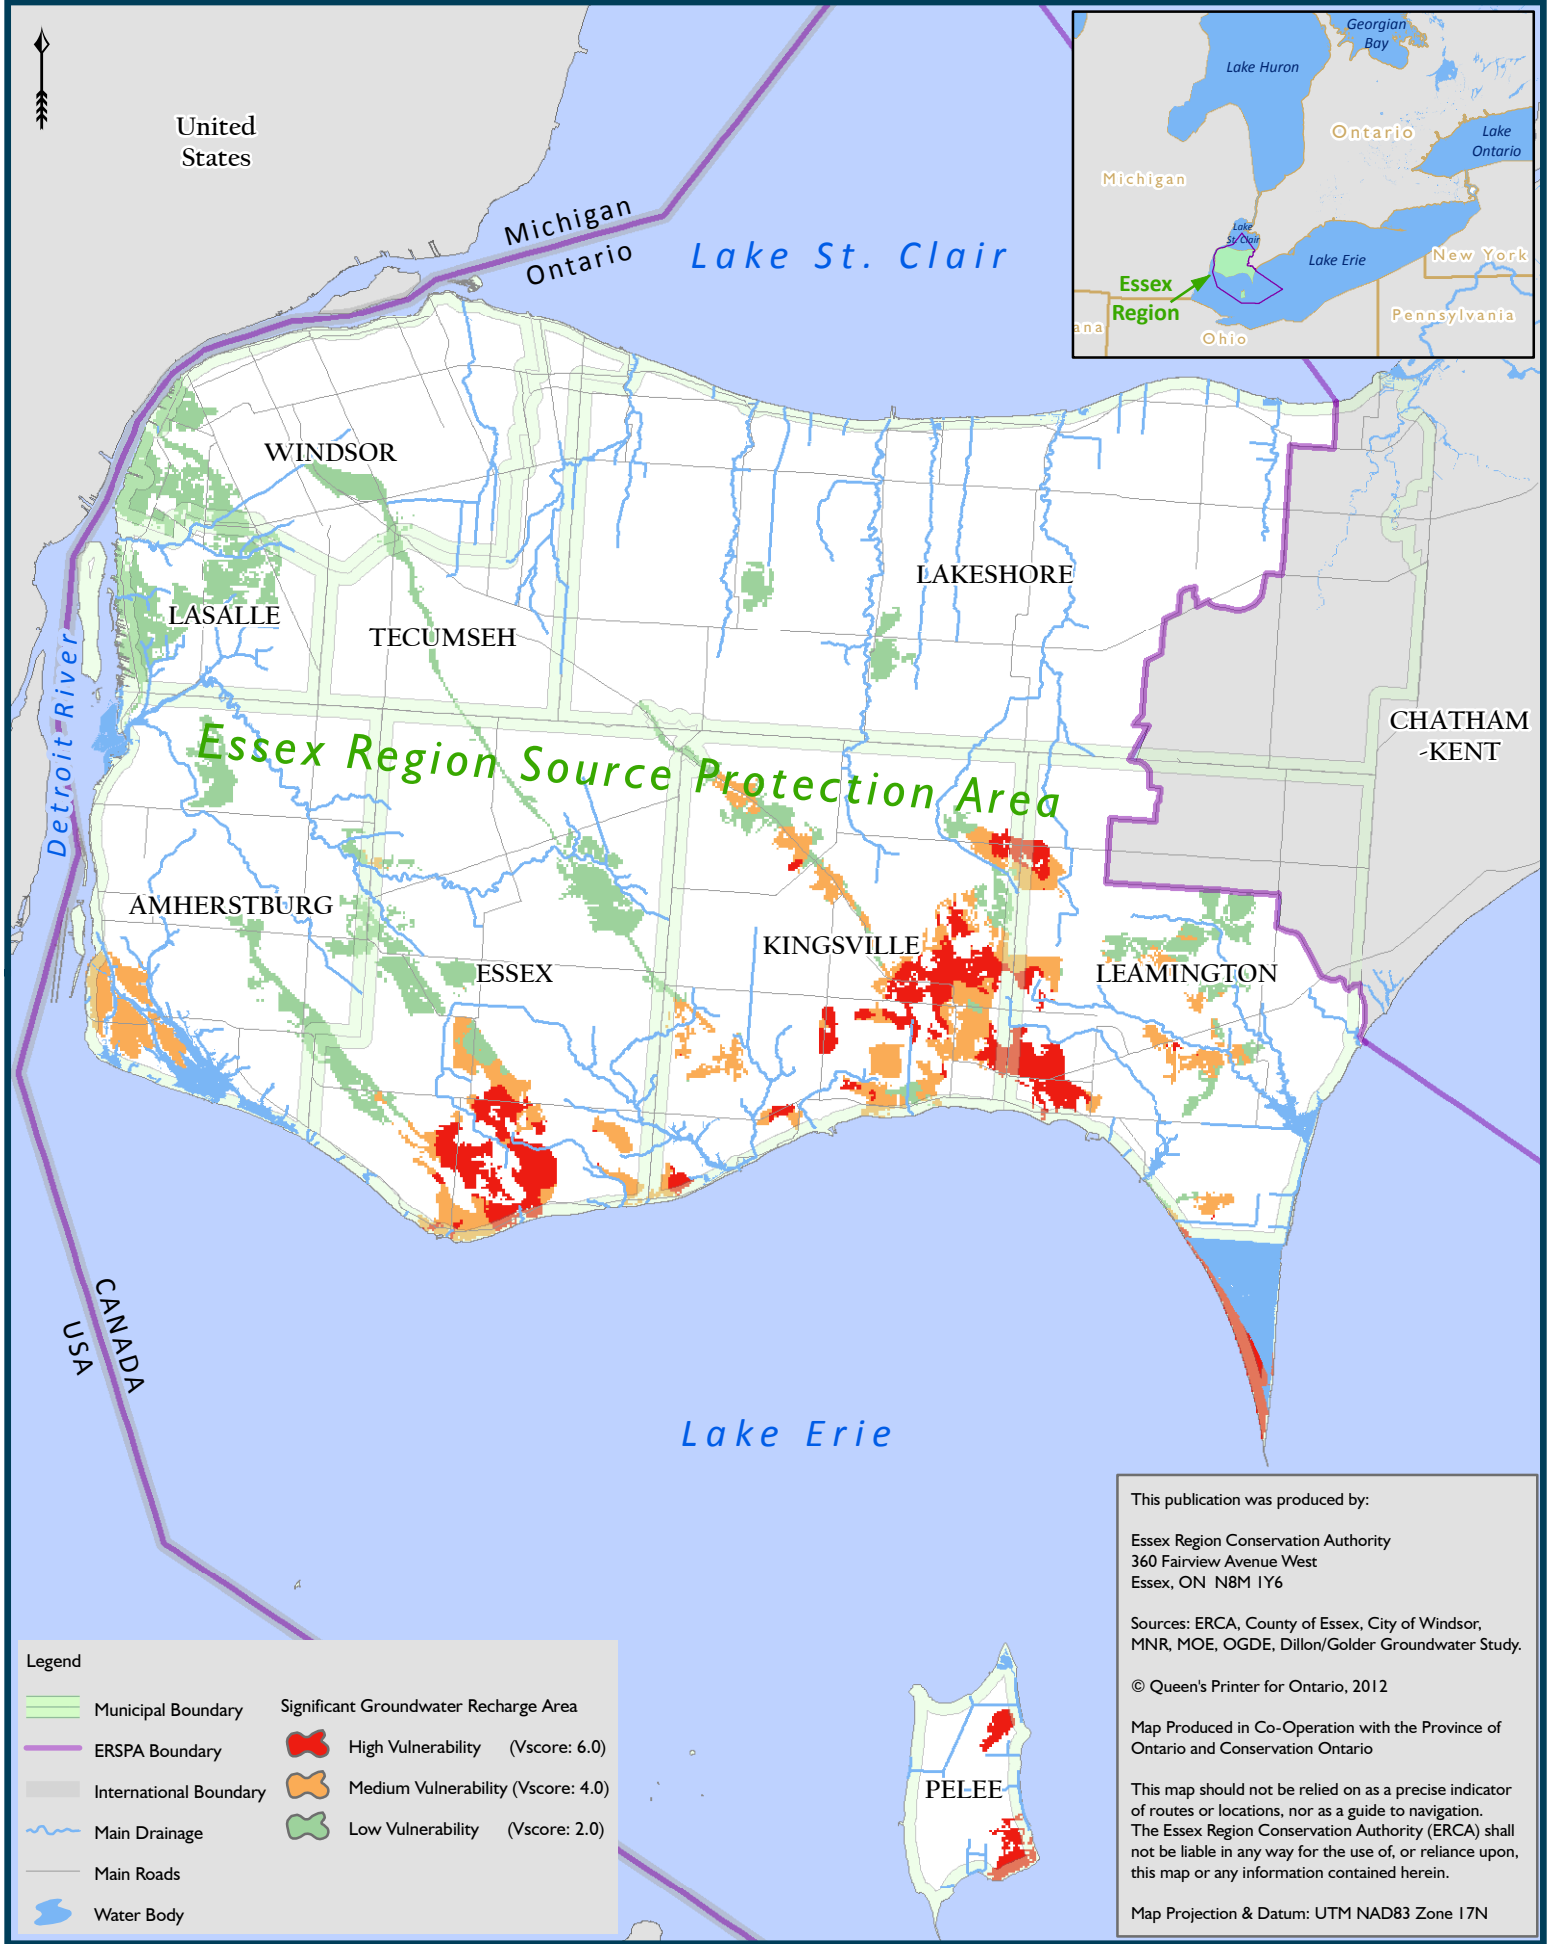 United
States
Michigan
Ontario
Lake St. Clair
Georgian
Bay
Lake Huron
Ontario
Lake
Ontario
Michigan
Lake
St. Clair
Lake Erie
New York
Essex
Region
Pennsylvania
ana
Ohio
WINDSOR
LAKESHORE
LASALLE
TECUMSEH
Detroit River
CHATHAM
-KENT
Essex Region Source Protection Area
AMHERSTBURG
KINGSVILLE
ESSEX
LEAMINGTON
CANADA
USA
Lake Erie
PELEE
Legend
Municipal Boundary
ERSPA Boundary
International Boundary
Main Drainage
Main Roads
Water Body
Significant Groundwater Recharge Area
High Vulnerability (Vscore: 6.0)
Medium Vulnerability (Vscore: 4.0)
Low Vulnerability (Vscore: 2.0)
This publication was produced by:
Essex Region Conservation Authority
360 Fairview Avenue West
Essex, ON N8M 1Y6
Sources: ERCA, County of Essex, City of Windsor,
MNR, MOE, OGDE, Dillon/Golder Groundwater Study.
© Queen's Printer for Ontario, 2012
Map Produced in Co-Operation with the Province of
Ontario and Conservation Ontario
This map should not be relied on as a precise indicator
of routes or locations, nor as a guide to navigation.
The Essex Region Conservation Authority (ERCA) shall
not be liable in any way for the use of, or reliance upon,
this map or any information contained herein.
Map Projection & Datum: UTM NAD83 Zone 17N